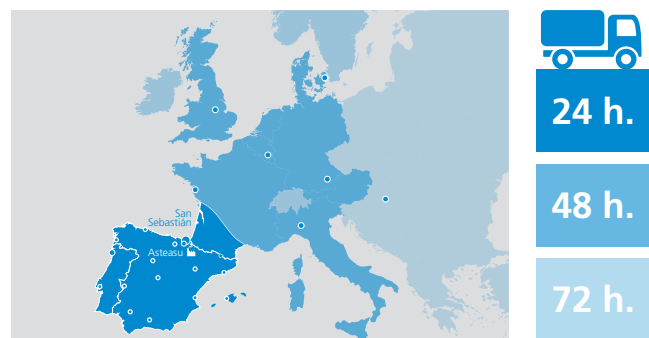 San
Sebastián
Asteasu
24 h.
48 h.
72 h.